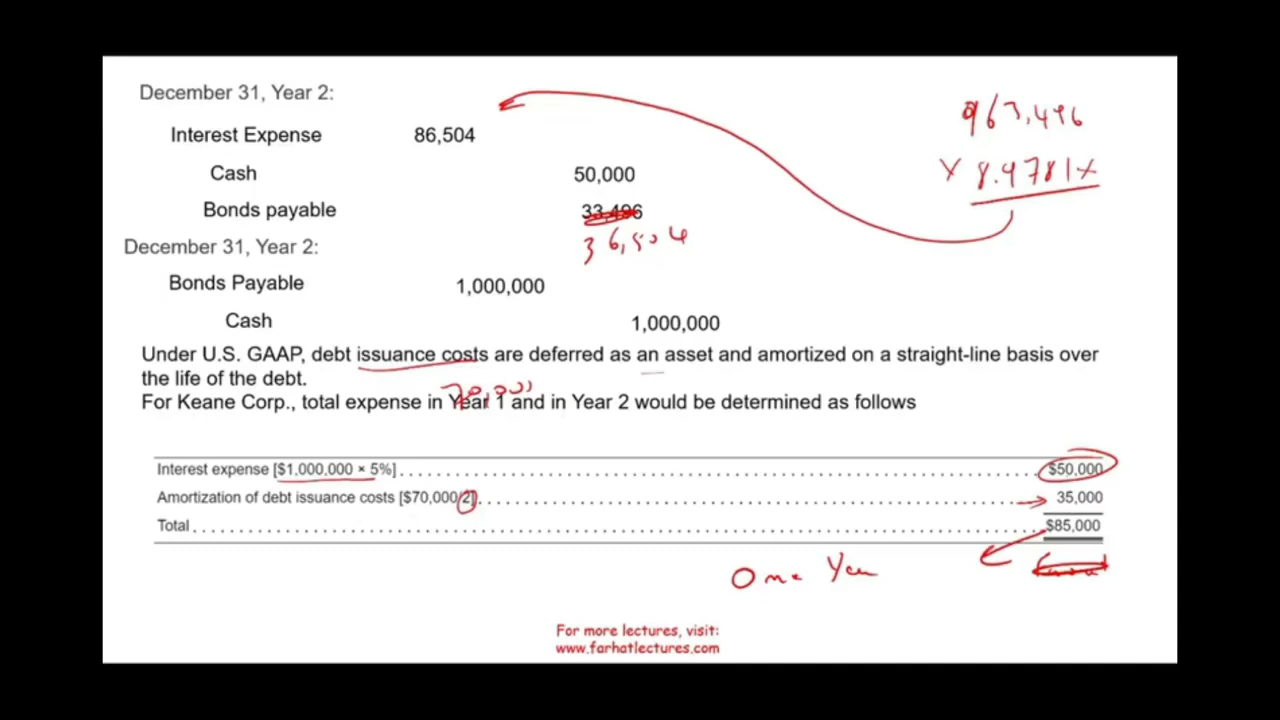 December 31, Year 2:
963,496
Interest Expense 86,504
x 8.9781x
Cash 50,000
Bonds payable 33,496
36,504
December 31, Year 2:
Bonds Payable 1,000,000
Cash 1,000,000
Under U.S. GAAP, debt issuance costs are deferred as an asset and amortized on a straight-line basis over
the life of the debt.
70,000
For Keane Corp., total expense in Year 1 and in Year 2 would be determined as follows
Interest expense [$1,000,000 × 5%] $50,000
Amortization of debt issuance costs [$70,000/2] 35,000
Total $85,000
One Year
For more lectures, visit:
www.farhatlectures.com